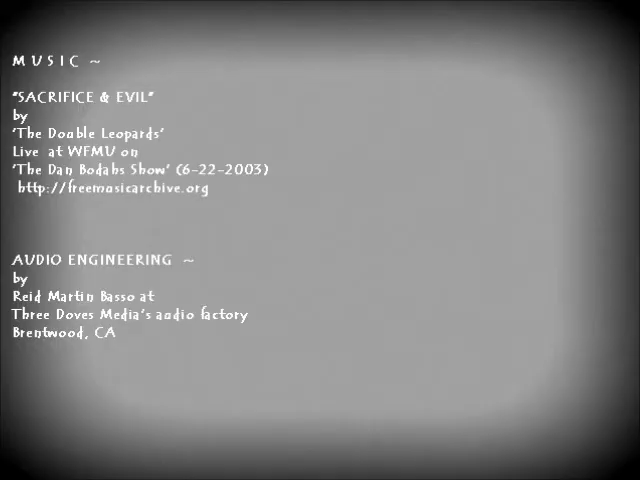 MUSIC ~
"SACRIFICE & EVIL"
by
'The Double Leopards'
Live at WFMU on
'The Dan Bodahs Show' (6-22-2003)
http://freemusicarchive.org
AUDIO ENGINEERING ~
by
Reid Martin Basso at
Three Doves Media's audio factory
Brentwood, CA